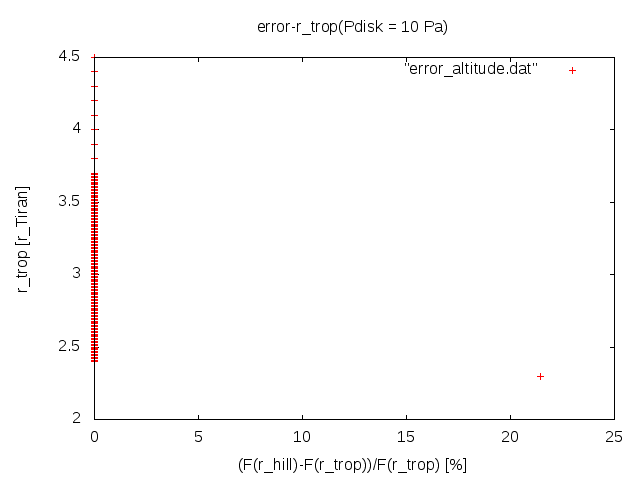 error-r_trop(Pdisk = 10 Pa)
"error_altitude.dat"
4.5
4
3.5
3
2.5
2
r_trop [r_Tiran]
0 5 10 15 20 25
(F(r_hill)-F(r_trop))/F(r_trop) [%]